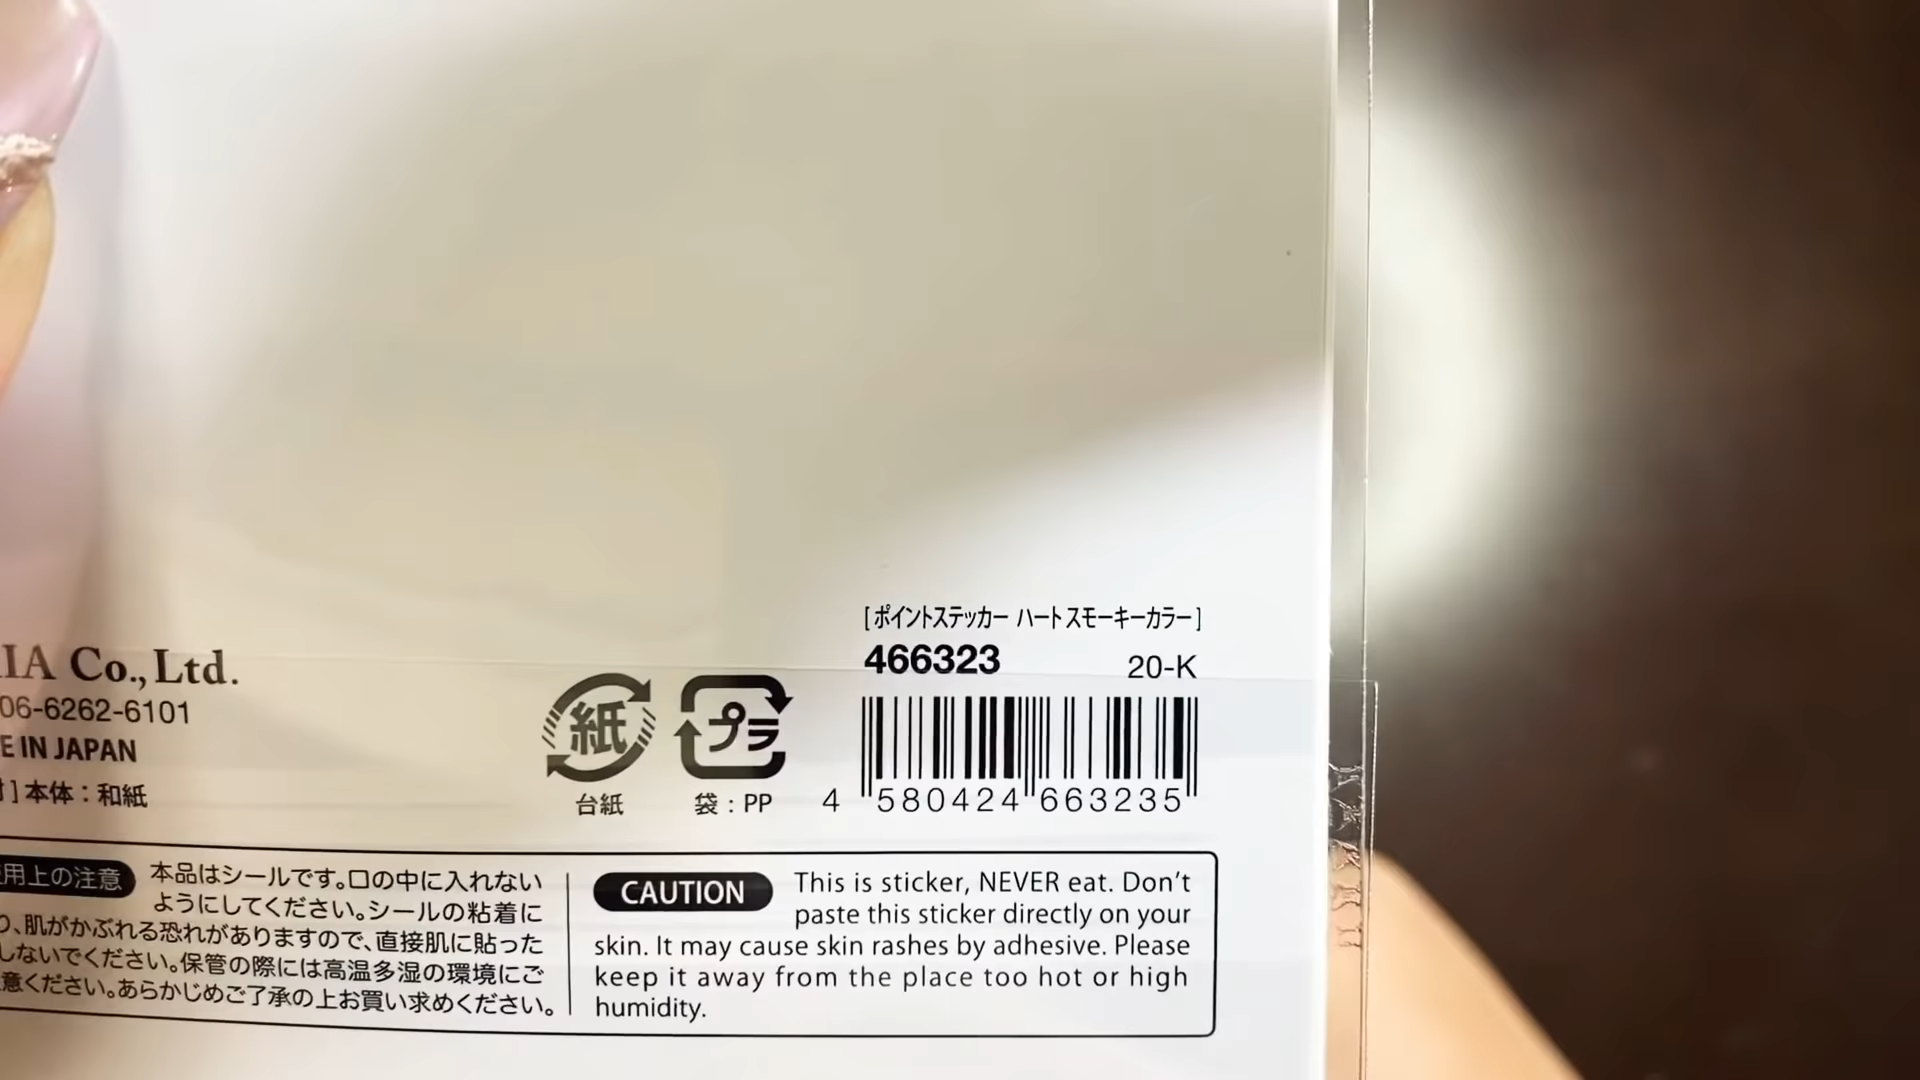 [ポイントステッカー ハートスモーキーカラー]
466323 20-K
IA Co., Ltd.
06-6262-6101
E IN JAPAN
] 本体：和紙
紙
プラ
台紙
袋：PP
4 580424 663235
用上の注意 本品はシールです。口の中に入れない
ようにしてください。シールの粘着に
り、肌がかぶれる恐れがありますので、直接肌に貼った
しないでください。保管の際には高温多湿の環境にご
意ください。あらかじめご了承の上お買い求めください。
CAUTION This is sticker, NEVER eat. Don't
paste this sticker directly on your
skin. It may cause skin rashes by adhesive. Please
keep it away from the place too hot or high
humidity.